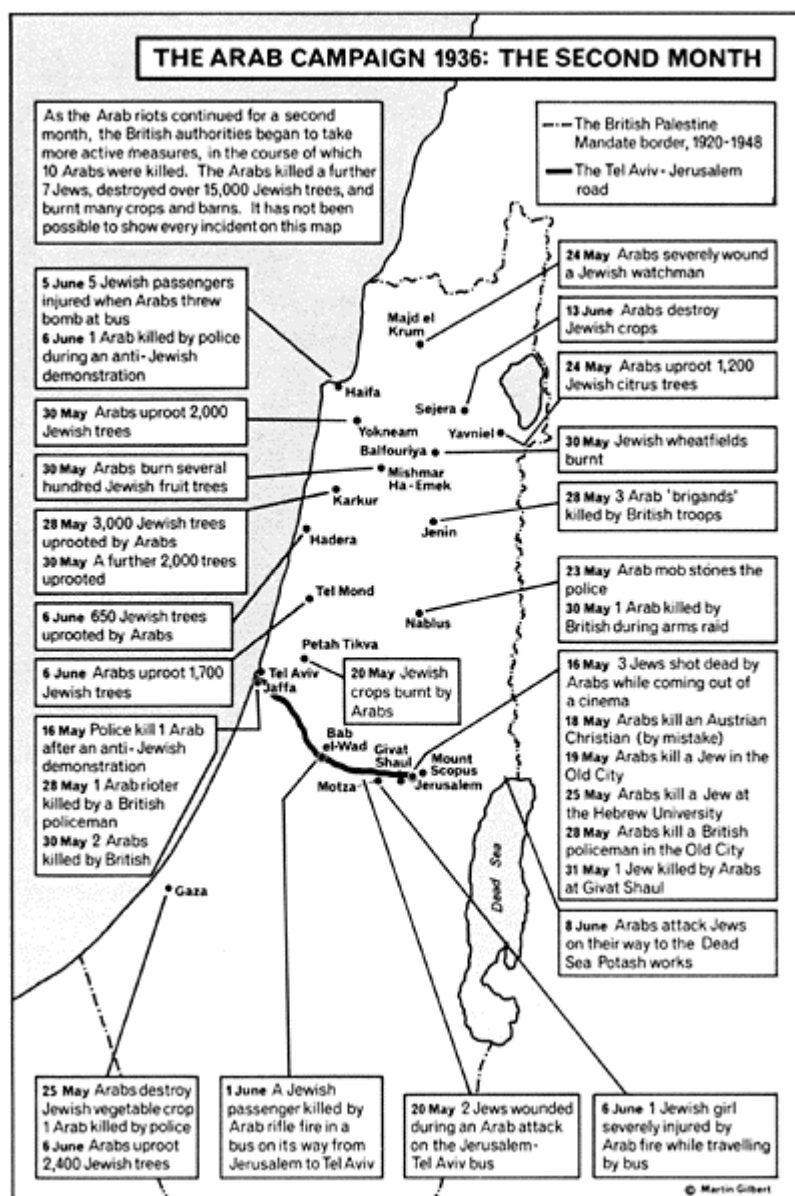 THE ARAB CAMPAIGN 1936: THE SECOND MONTH
As the Arab riots continued for a second
month, the British authorities began to take
more active measures, in the course of which
10 Arabs were killed. The Arabs killed a further
7 Jews, destroyed over 15,000 Jewish trees, and
burnt many crops and barns. It has not been
possible to show every incident on this map
The British Palestine
Mandate border, 1920-1948
The Tel Aviv-Jerusalem
road
5 June 5 Jewish passengers
injured when Arabs threw
bomb at bus
6 June 1 Arab killed by police
during an anti-Jewish
demonstration
30 May Arabs uproot 2,000
Jewish trees
30 May Arabs burn several
hundred Jewish fruit trees
28 May 3,000 Jewish trees
uprooted by Arabs
30 May A further 2,000 trees
uprooted
6 June 650 Jewish trees
uprooted by Arabs
6 June Arabs uproot 1,700
Jewish trees
16 May Police kill 1 Arab
after an anti-Jewish
demonstration
28 May 1 Arab rioter
killed by a British
policeman
30 May 2 Arabs
killed by British
Majd el
Krum
Haifa
Sejera
Yokneam
Yavniel
Balfouriya
Mishmar
Ha-Emek
Karkur
Hadera
Jenin
Tel Mond
Nablus
Petah Tikva
Tel Aviv
Jaffa
20 May Jewish
crops burnt by
Arabs
Bab
el-Wad
Givat
Shaul
Mount
Scopus
Motza
Jerusalem
Gaza
Dead Sea
24 May Arabs severely wound
a Jewish watchman
13 June Arabs destroy
Jewish crops
24 May Arabs uproot 1,200
Jewish citrus trees
30 May Jewish wheatfields
burnt
28 May 3 Arab 'brigands'
killed by British troops
23 May Arab mob stones the
police
30 May 1 Arab killed by
British during arms raid
16 May 3 Jews shot dead by
Arabs while coming out of
a cinema
18 May Arabs kill an Austrian
Christian (by mistake)
19 May Arabs kill a Jew in the
Old City
25 May Arabs kill a Jew at
the Hebrew University
28 May Arabs kill a British
policeman in the Old City
31 May 1 Jew killed by Arabs
at Givat Shaul
8 June Arabs attack Jews
on their way to the Dead
Sea Potash works
25 May Arabs destroy
Jewish vegetable crop
1 Arab killed by police
6 June Arabs uproot
2,400 Jewish trees
1 June A Jewish
passenger killed by
Arab rifle fire in a
bus on its way from
Jerusalem to Tel Aviv
20 May 2 Jews wounded
during an Arab attack
on the Jerusalem-
Tel Aviv bus
6 June 1 Jewish girl
severely injured by
Arab fire while travelling
by bus
© Martin Gilbert